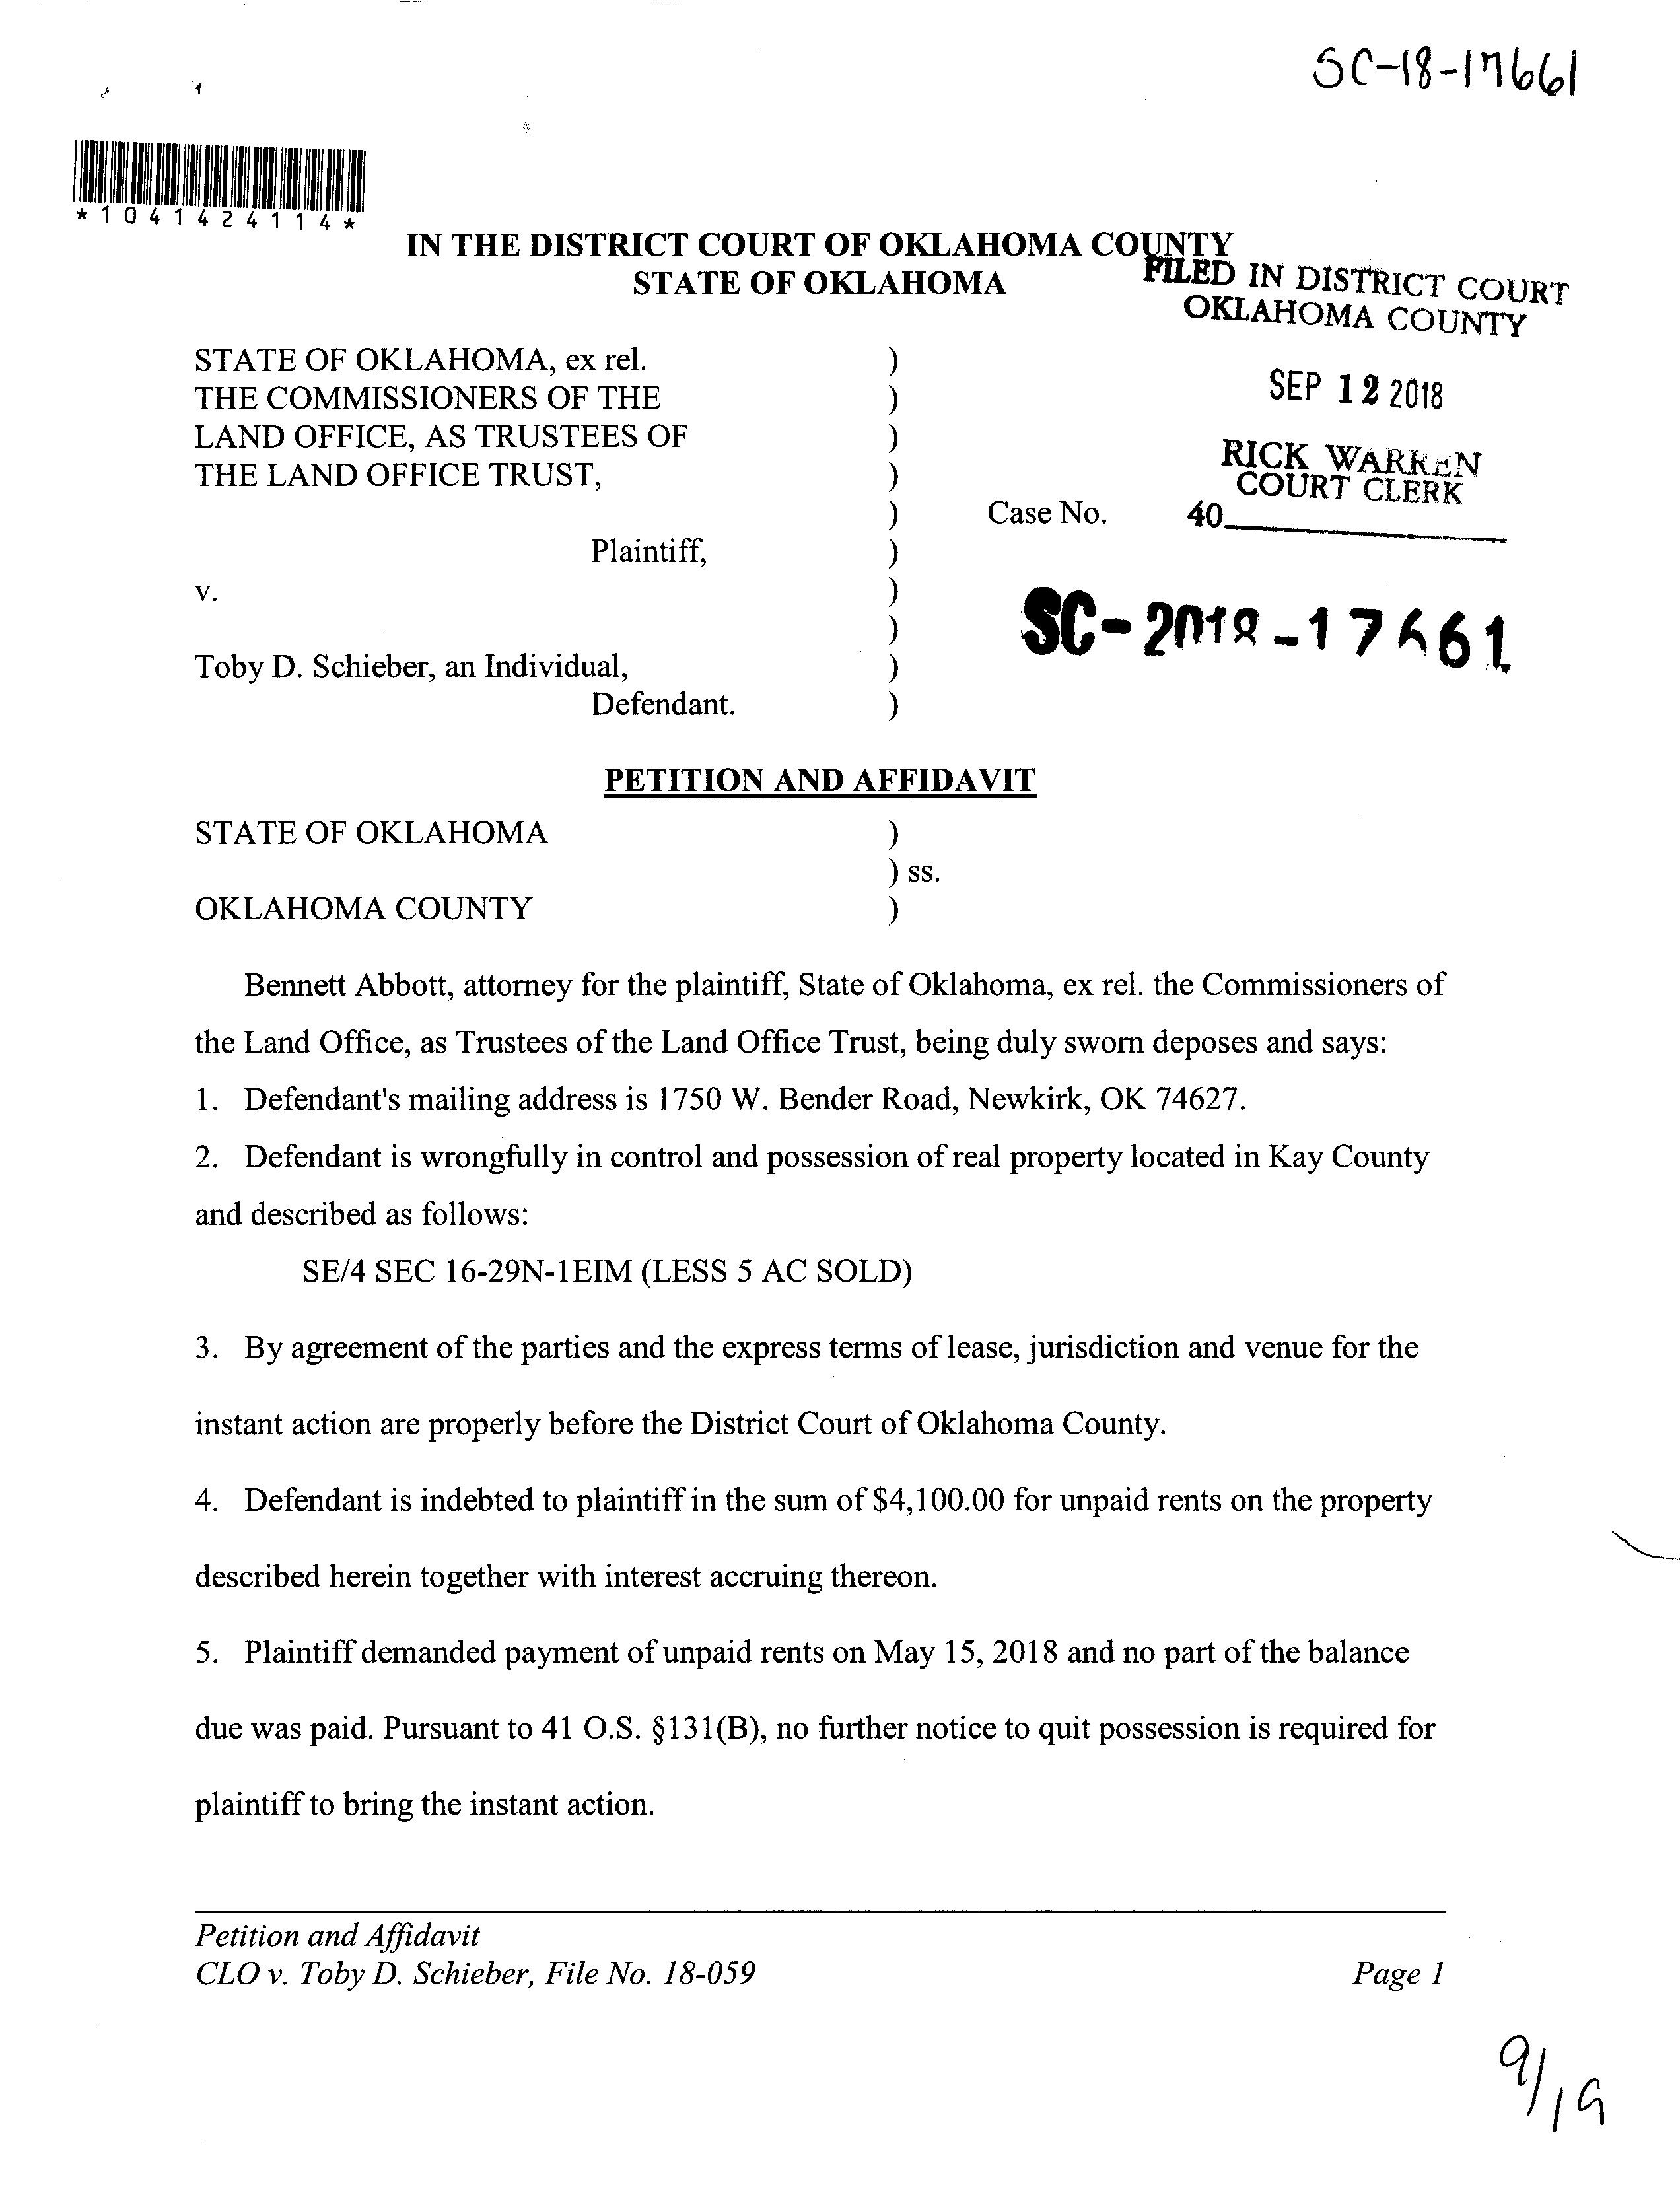 SC-18-17661
*1041424114*
IN THE DISTRICT COURT OF OKLAHOMA COUNTY
STATE OF OKLAHOMA
FILED IN DISTRICT COURT
OKLAHOMA COUNTY
SEP 12 2018
RICK WARREN
COURT CLERK
40
STATE OF OKLAHOMA, ex rel. )
THE COMMISSIONERS OF THE )
LAND OFFICE, AS TRUSTEES OF )
THE LAND OFFICE TRUST, )
) Case No.
Plaintiff, )
v. )
)
SC-2018-17661
Toby D. Schieber, an Individual, )
Defendant. )
PETITION AND AFFIDAVIT
STATE OF OKLAHOMA )
) ss.
OKLAHOMA COUNTY )
Bennett Abbott, attorney for the plaintiff, State of Oklahoma, ex rel. the Commissioners of
the Land Office, as Trustees of the Land Office Trust, being duly sworn deposes and says:
1. Defendant's mailing address is 1750 W. Bender Road, Newkirk, OK 74627.
2. Defendant is wrongfully in control and possession of real property located in Kay County
and described as follows:
SE/4 SEC 16-29N-1EIM (LESS 5 AC SOLD)
3. By agreement of the parties and the express terms of lease, jurisdiction and venue for the
instant action are properly before the District Court of Oklahoma County.
4. Defendant is indebted to plaintiff in the sum of $4,100.00 for unpaid rents on the property
described herein together with interest accruing thereon.
5. Plaintiff demanded payment of unpaid rents on May 15, 2018 and no part of the balance
due was paid. Pursuant to 41 O.S. §131(B), no further notice to quit possession is required for
plaintiff to bring the instant action.
Petition and Affidavit
CLO v. Toby D. Schieber, File No. 18-059 Page 1
9/19